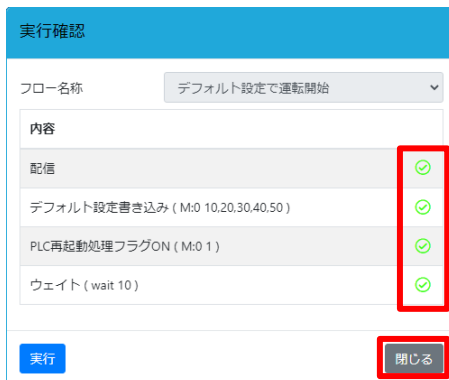 実行確認
フロー名称 デフォルト設定で運転開始
内容
配信
デフォルト設定書き込み ( M:0 10,20,30,40,50 )
PLC再起動処理フラグON ( M:0 1 )
ウェイト ( wait 10 )
実行 閉じる